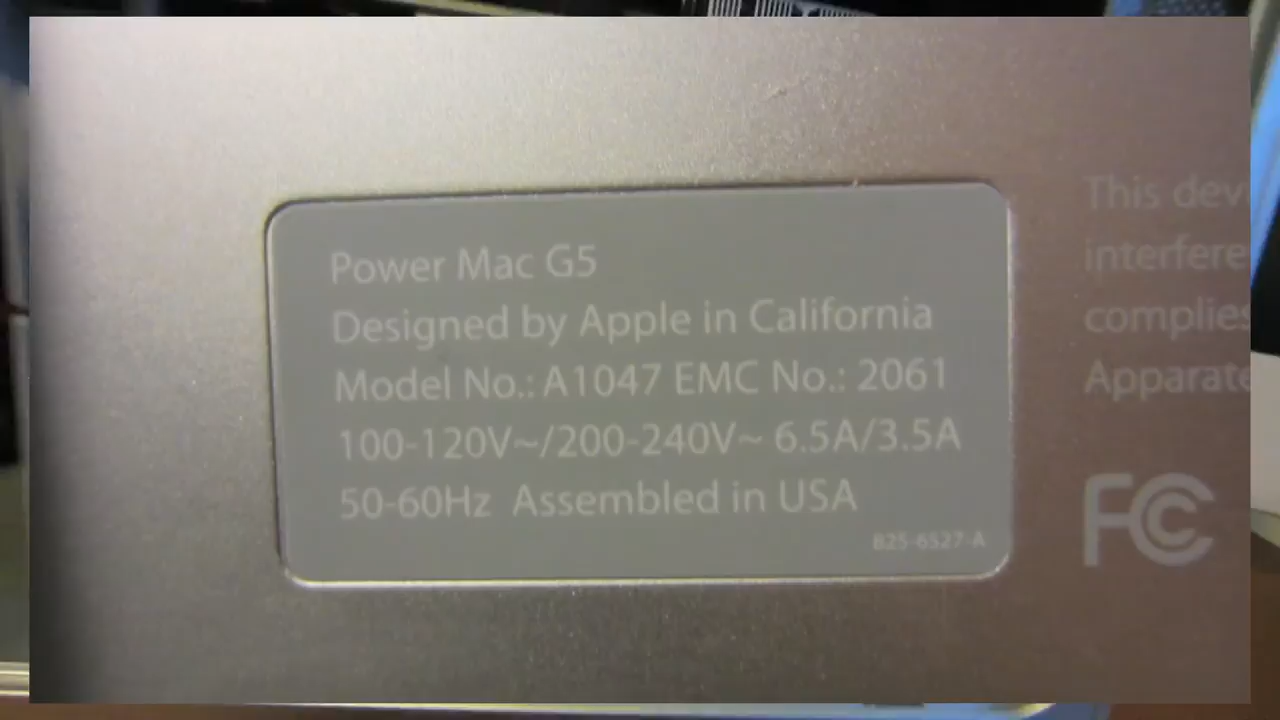 Power Mac G5
Designed by Apple in California
Model No.: A1047 EMC No.: 2061
100-120V~/200-240V~ 6.5A/3.5A
50-60Hz Assembled in USA
825-6527-A
This dev
interfere
complies
Apparate
FC